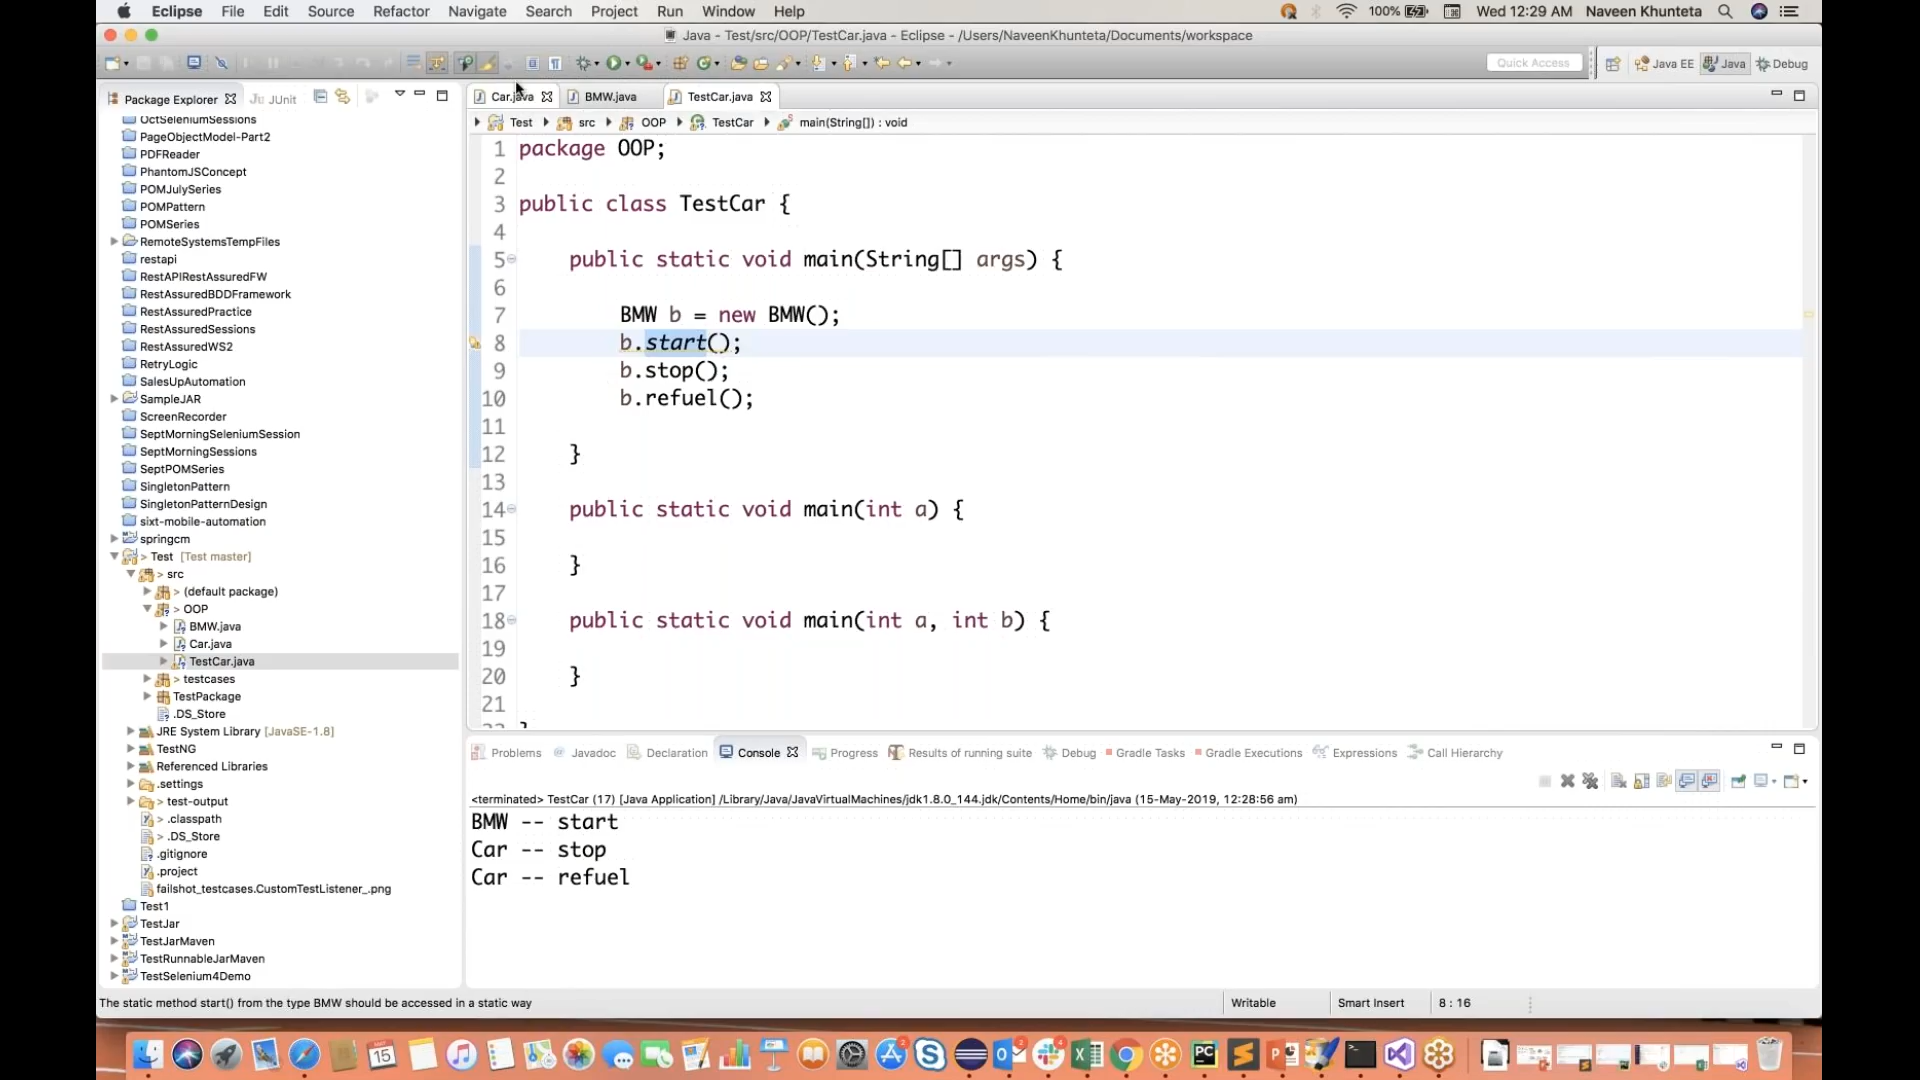 Eclipse File Edit Source Refactor Navigate Search Project Run Window Help 100% Wed 12:29 AM Naveen Khunteta
Java - Test/src/OOP/TestCar.java - Eclipse - /Users/NaveenKhunteta/Documents/workspace
Quick Access Java EE Java Debug
Package Explorer JUnit
OctSeleniumSessions
PageObjectModel-Part2
PDFReader
PhantomJSConcept
POMJulySeries
POMPattern
POMSeries
RemoteSystemsTempFiles
restapi
RestAPIRestAssuredFW
RestAssuredBDDFramework
RestAssuredPractice
RestAssuredSessions
RestAssuredWS2
RetryLogic
SalesUpAutomation
SampleJAR
ScreenRecorder
SeptMorningSeleniumSession
SeptMorningSessions
SeptPOMSeries
SingletonPattern
SingletonPatternDesign
sixt-mobile-automation
springcm
> Test [Test master]
> src
> (default package)
> OOP
BMW.java
Car.java
TestCar.java
> testcases
TestPackage
.DS_Store
JRE System Library [JavaSE-1.8]
TestNG
Referenced Libraries
.settings
> test-output
> .classpath
> .DS_Store
.gitignore
.project
failshot_testcases.CustomTestListener_.png
Test1
TestJar
TestJarMaven
TestRunnableJarMaven
TestSelenium4Demo
Car.java BMW.java TestCar.java
Test src OOP TestCar main(String[]) : void
1 package OOP;
2
3 public class TestCar {
4
5 public static void main(String[] args) {
6
7 BMW b = new BMW();
8 b.start();
9 b.stop();
10 b.refuel();
11
12 }
13
14 public static void main(int a) {
15
16 }
17
18 public static void main(int a, int b) {
19
20 }
21
Problems Javadoc Declaration Console Progress Results of running suite Debug Gradle Tasks Gradle Executions Expressions Call Hierarchy
<terminated> TestCar (17) [Java Application] /Library/Java/JavaVirtualMachines/jdk1.8.0_144.jdk/Contents/Home/bin/java (15-May-2019, 12:28:56 am)
BMW -- start
Car -- stop
Car -- refuel
The static method start() from the type BMW should be accessed in a static way Writable Smart Insert 8 : 16